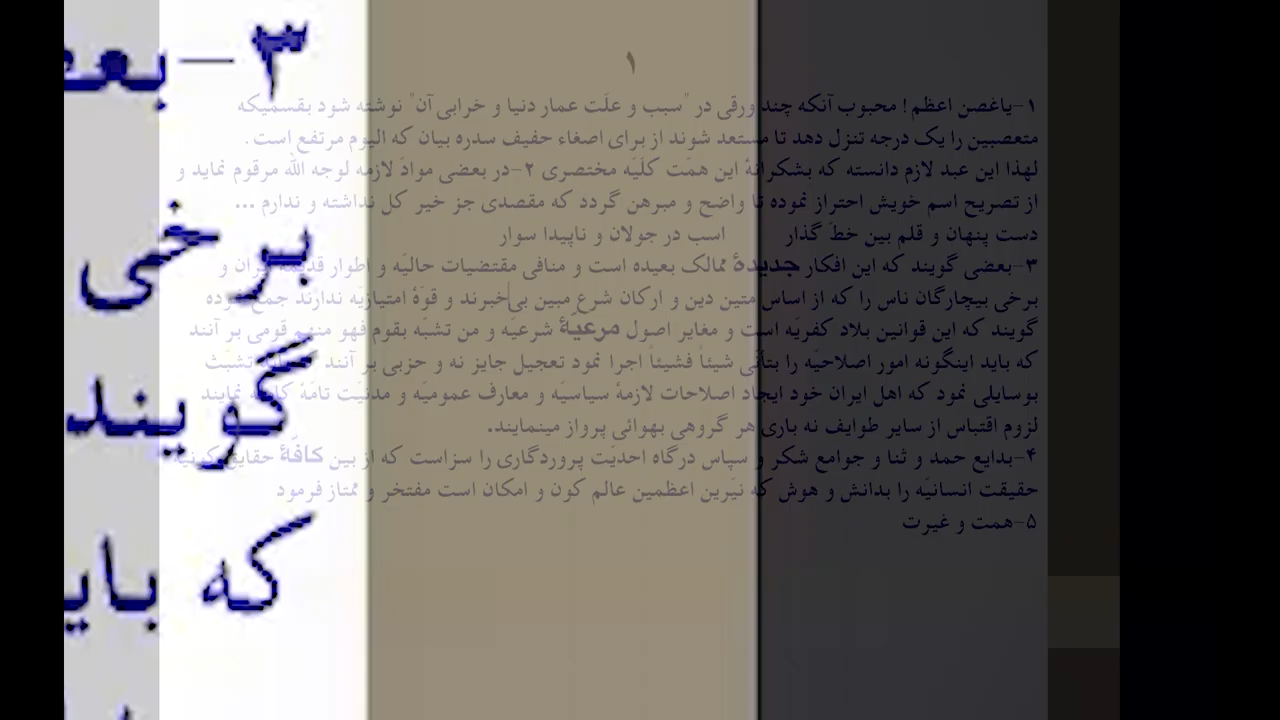 ۱
۱-یاغصن اعظم! محبوب آنکه چند ورقی در "سبب و علّت عمار دنیا و خرابی آن" نوشته شود بقسمیکه
متعصبین را یک درجه تنزل دهد تا مستعد شوند از برای اصغاء حفیف سدره بیان که الیوم مرتفع است.
لهذا این عبد لازم دانسته که بشکرانهٔ این همّت کلّیّه مختصری ۲-در بعضی موادّ لازمه لوجه الله مرقوم نماید و
از تصریح اسم خویش احتراز نموده تا واضح و مبرهن گردد که مقصدی جز خیر کل نداشته و ندارم ...
دست پنهان و قلم بین خطّ گذار اسب در جولان و ناپیدا سوار
۳-بعضی گویند که این افکار جدیدهٔ ممالک بعیده است و منافی مقتضیات حالیّه و اطوار قدیمهٔ ایران و
برخی بیچارگان ناس را که از اساس متین دین و ارکان شرع مبین بی‌خبرند و قوّهٔ امتیازیّه ندارند جمع نموده
گویند که این قوانین بلاد کفریّه است و مغایر اصول مرعیّهٔ شرعیّه و من تشبّه بقوم فهو منهم قومی بر آنند
که باید اینگونه امور اصلاحیّه را بتأنّی شیئاً فشیئاً اجرا نمود تعجیل جایز نه و حزبی بر آنند تشبّث
بوسایلی نمود که اهل ایران خود ایجاد اصلاحات لازمهٔ سیاسیّه و معارف عمومیّه و مدنیّت تامّهٔ کامله نمایند
لزوم اقتباس از سایر طوایف نه باری هر گروهی بهوائی پرواز مینمایند.
۴-بدایع حمد و ثنا و جوامع شکر و سپاس درگاه احدیّت پروردگاری را سزاست که از بین کافّهٔ حقایق کونیّه
حقیقت انسانیّه را بدانش و هوش که نیّرین اعظمین عالم کون و امکان است مفتخر و ممتاز فرمود
۵-همت و غیرت
۳-بعض
برخی
گویند
که بای